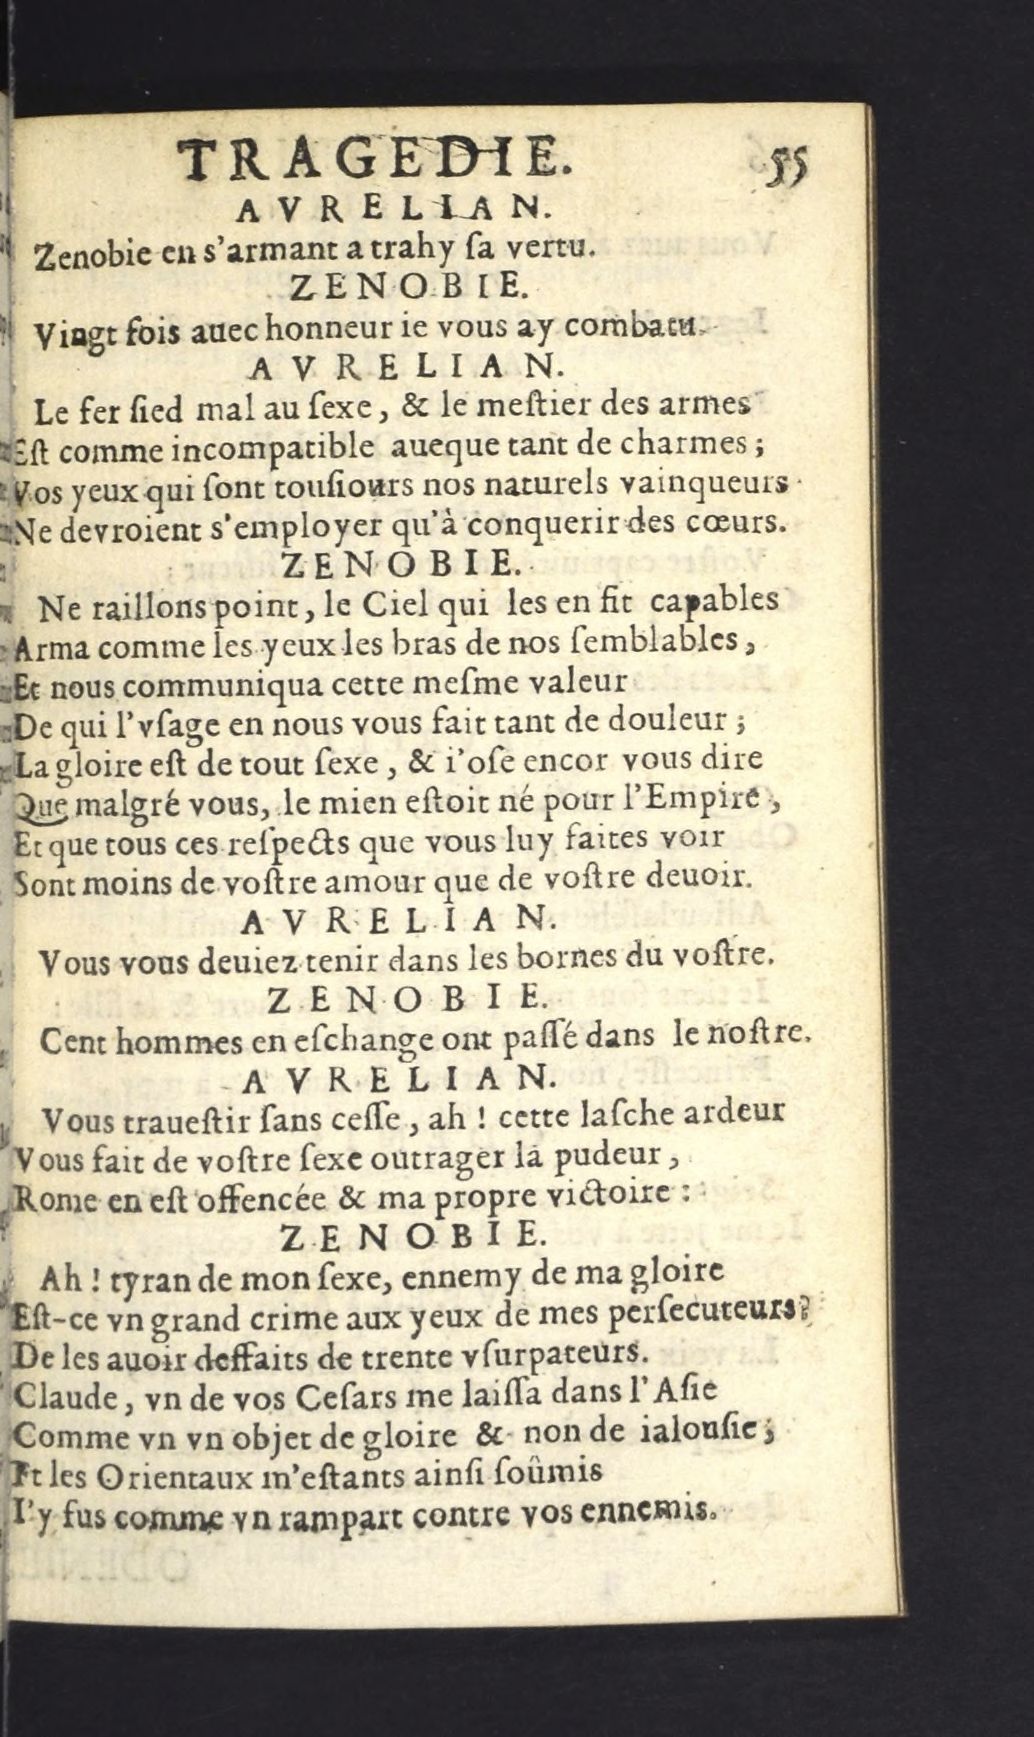 TRAGEDIE. 55
AVRELIAN.
Zenobie en s'armant a trahy ſa vertu.
ZENOBIE.
Vingt fois auec honneur ie vous ay combatu.
AVRELIAN.
Le fer ſied mal au ſexe, & le meſtier des armes
Eſt comme incompatible aueque tant de charmes;
Vos yeux qui ſont touſiours nos naturels vainqueurs
Ne devroient s'employer qu'à conquerir des cœurs.
ZENOBIE.
Ne raillons point, le Ciel qui les en fit capables
Arma comme les yeux les bras de nos ſemblables,
Et nous communiqua cette meſme valeur
De qui l'vſage en nous vous fait tant de douleur;
La gloire eſt de tout ſexe, & i'oſe encor vous dire
Que malgré vous, le mien eſtoit né pour l'Empire,
Et que tous ces reſpects que vous luy faites voir
Sont moins de voſtre amour que de voſtre deuoir.
AVRELIAN.
Vous vous deuiez tenir dans les bornes du voſtre.
ZENOBIE.
Cent hommes en eſchange ont paſſé dans le noſtre.
AVRELIAN.
Vous traueſtir ſans ceſſe, ah ! cette laſche ardeur
Vous fait de voſtre ſexe outrager la pudeur,
Rome en eſt offencée & ma propre victoire :
ZENOBIE.
Ah ! tyran de mon ſexe, ennemy de ma gloire
Eſt-ce vn grand crime aux yeux de mes perſecuteurs?
De les auoir deffaits de trente vſurpateurs.
Claude, vn de vos Ceſars me laiſſa dans l'Aſie
Comme vn vn objet de gloire & non de ialouſie;
Et les Orientaux m'eſtants ainſi ſoûmis
I'y fus comme vn rampart contre vos ennemis.